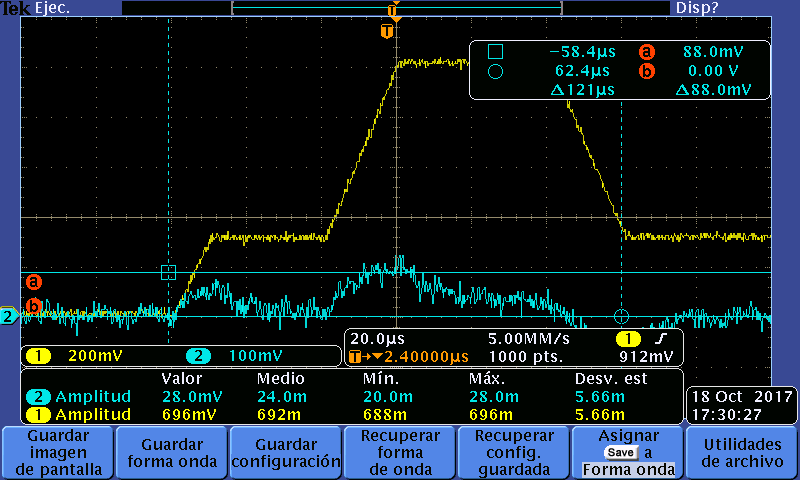 Tek Ejec. T Disp?
T
−58.4µs a 88.0mV
62.4µs b 0.00 V
Δ121µs Δ88.0mV
a
b
2
1 200mV 2 100mV
20.0µs 5.00MM/s 1
T→▼2.40000µs 1000 pts. 912mV
Valor Medio Mín. Máx. Desv. est
2 Amplitud 28.0mV 24.0m 20.0m 28.0m 5.66m
1 Amplitud 696mV 692m 688m 696m 5.66m
18 Oct 2017
17:30:27
Guardar
imagen
de pantalla
Guardar
forma onda
Guardar
configuración
Recuperar
forma
de onda
Recuperar
config.
guardada
Asignar
Save a
Forma onda
Utilidades
de archivo